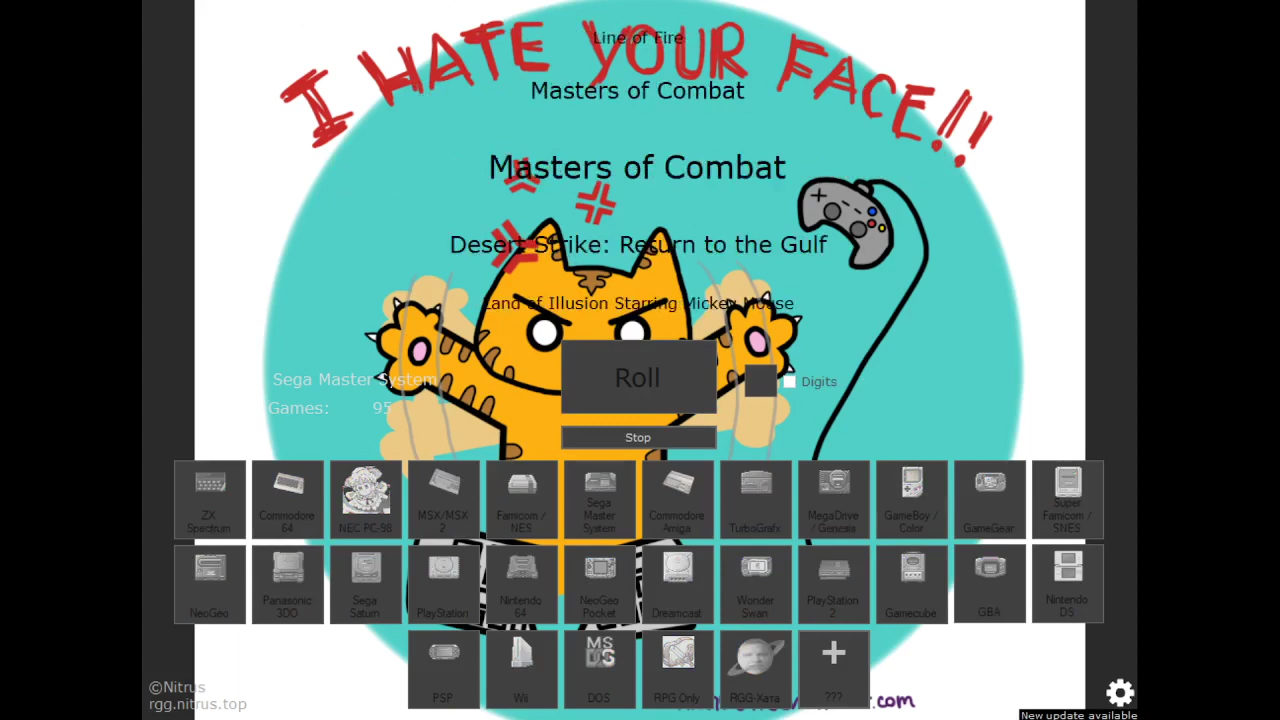 I HATE YOUR FACE!!
Line of Fire
Masters of Combat
Masters of Combat
Desert Strike: Return to the Gulf
Land of Illusion Starring Mickey Mouse
Sega Master System
Games: 95
Roll
Digits
Stop
ZX Spectrum
Commodore 64
NEC PC-98
MSX/MSX 2
Famicom / NES
Sega Master System
Commodore Amiga
TurboGrafx
MegaDrive / Genesis
GameBoy / Color
GameGear
Super Famicom / SNES
NeoGeo
Panasonic 3DO
Sega Saturn
PlayStation
Nintendo 64
NeoGeo Pocket
Dreamcast
Wonder Swan
PlayStation 2
Gamecube
GBA
Nintendo DS
PSP
Wii
MS DOS
DOS
RPG Only
RGG-Хата
+
???
©Nitrus
rgg.nitrus.top
.com
New update available